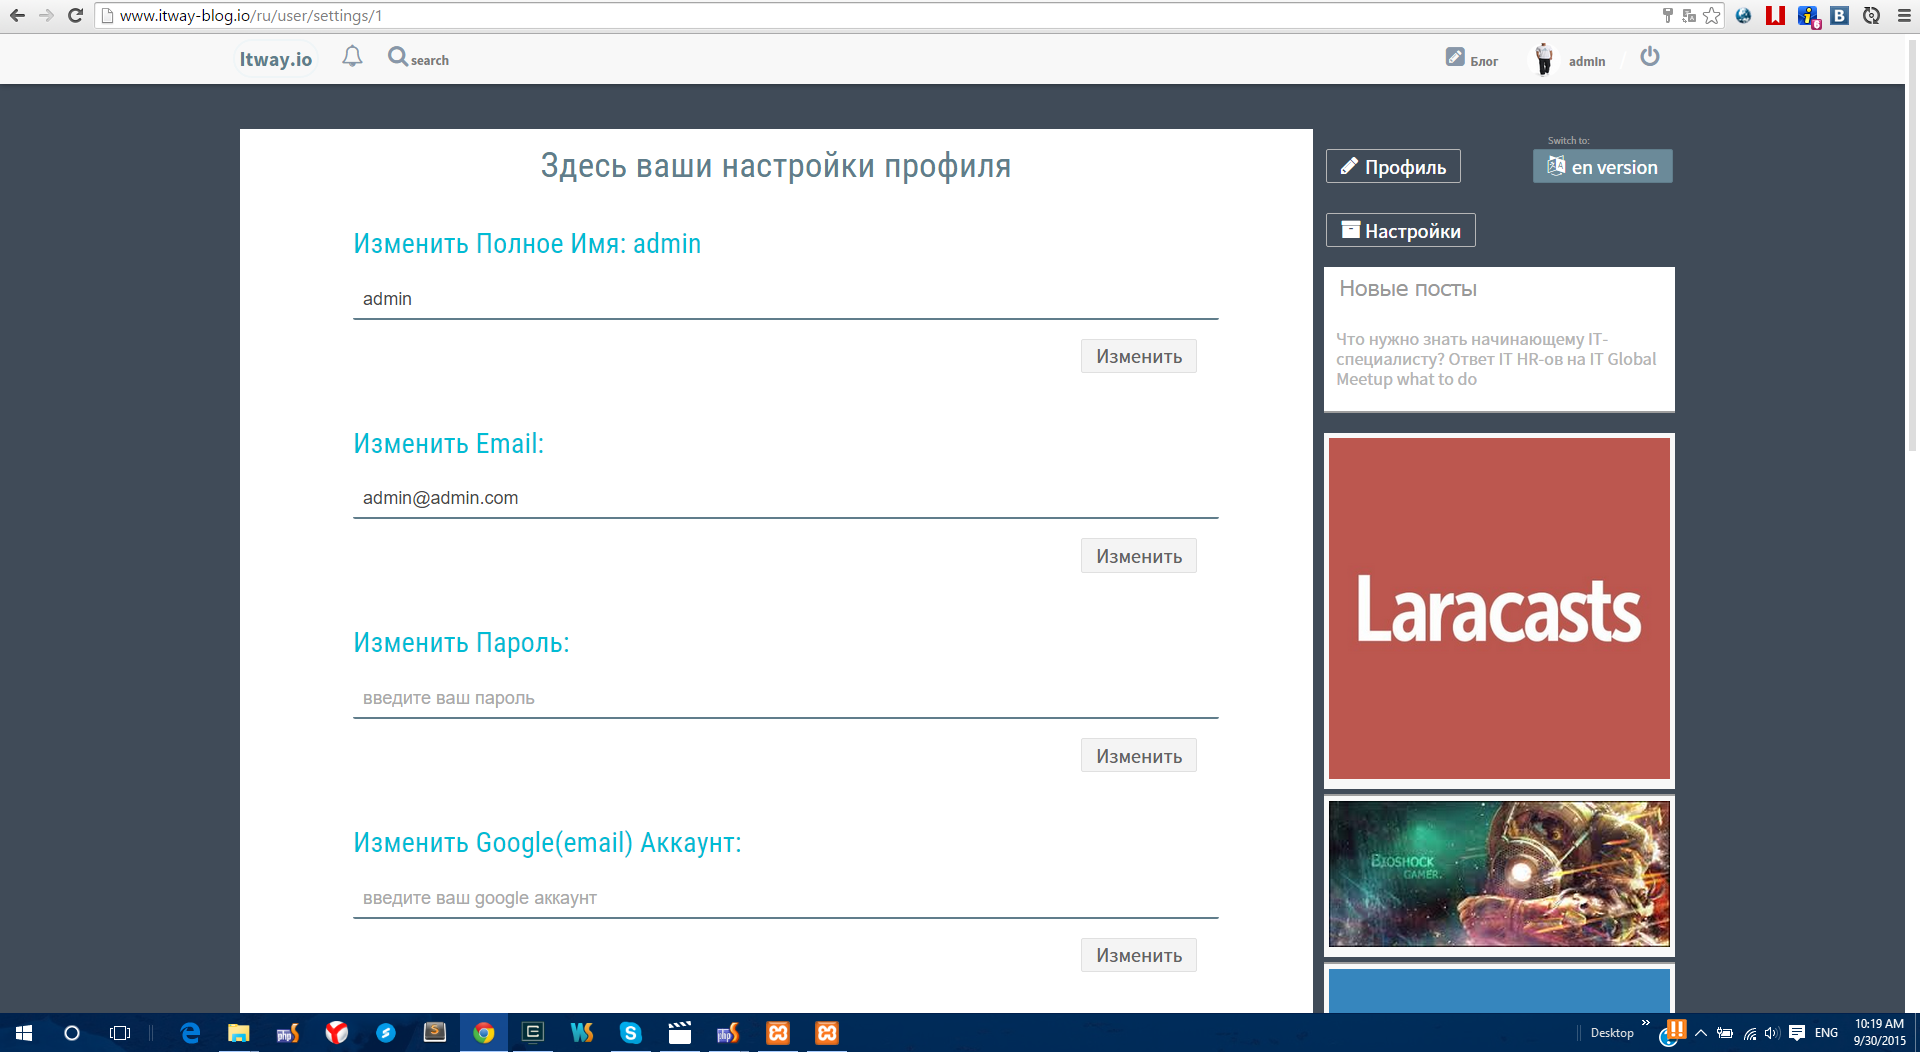 www.itway-blog.io/ru/user/settings/1
Itway.io
search
Блог
admin
Здесь ваши настройки профиля
Изменить Полное Имя: admin
admin
Изменить
Изменить Email:
admin@admin.com
Изменить
Изменить Пароль:
введите ваш пароль
Изменить
Изменить Google(email) Аккаунт:
введите ваш google аккаунт
Изменить
Профиль
Switch to:
en version
Настройки
Новые посты
Что нужно знать начинающему IT-
специалисту? Ответ IT HR-ов на IT Global
Meetup what to do
Laracasts
BIOSHOCK
GAMER.
Desktop
ENG
10:19 AM
9/30/2015